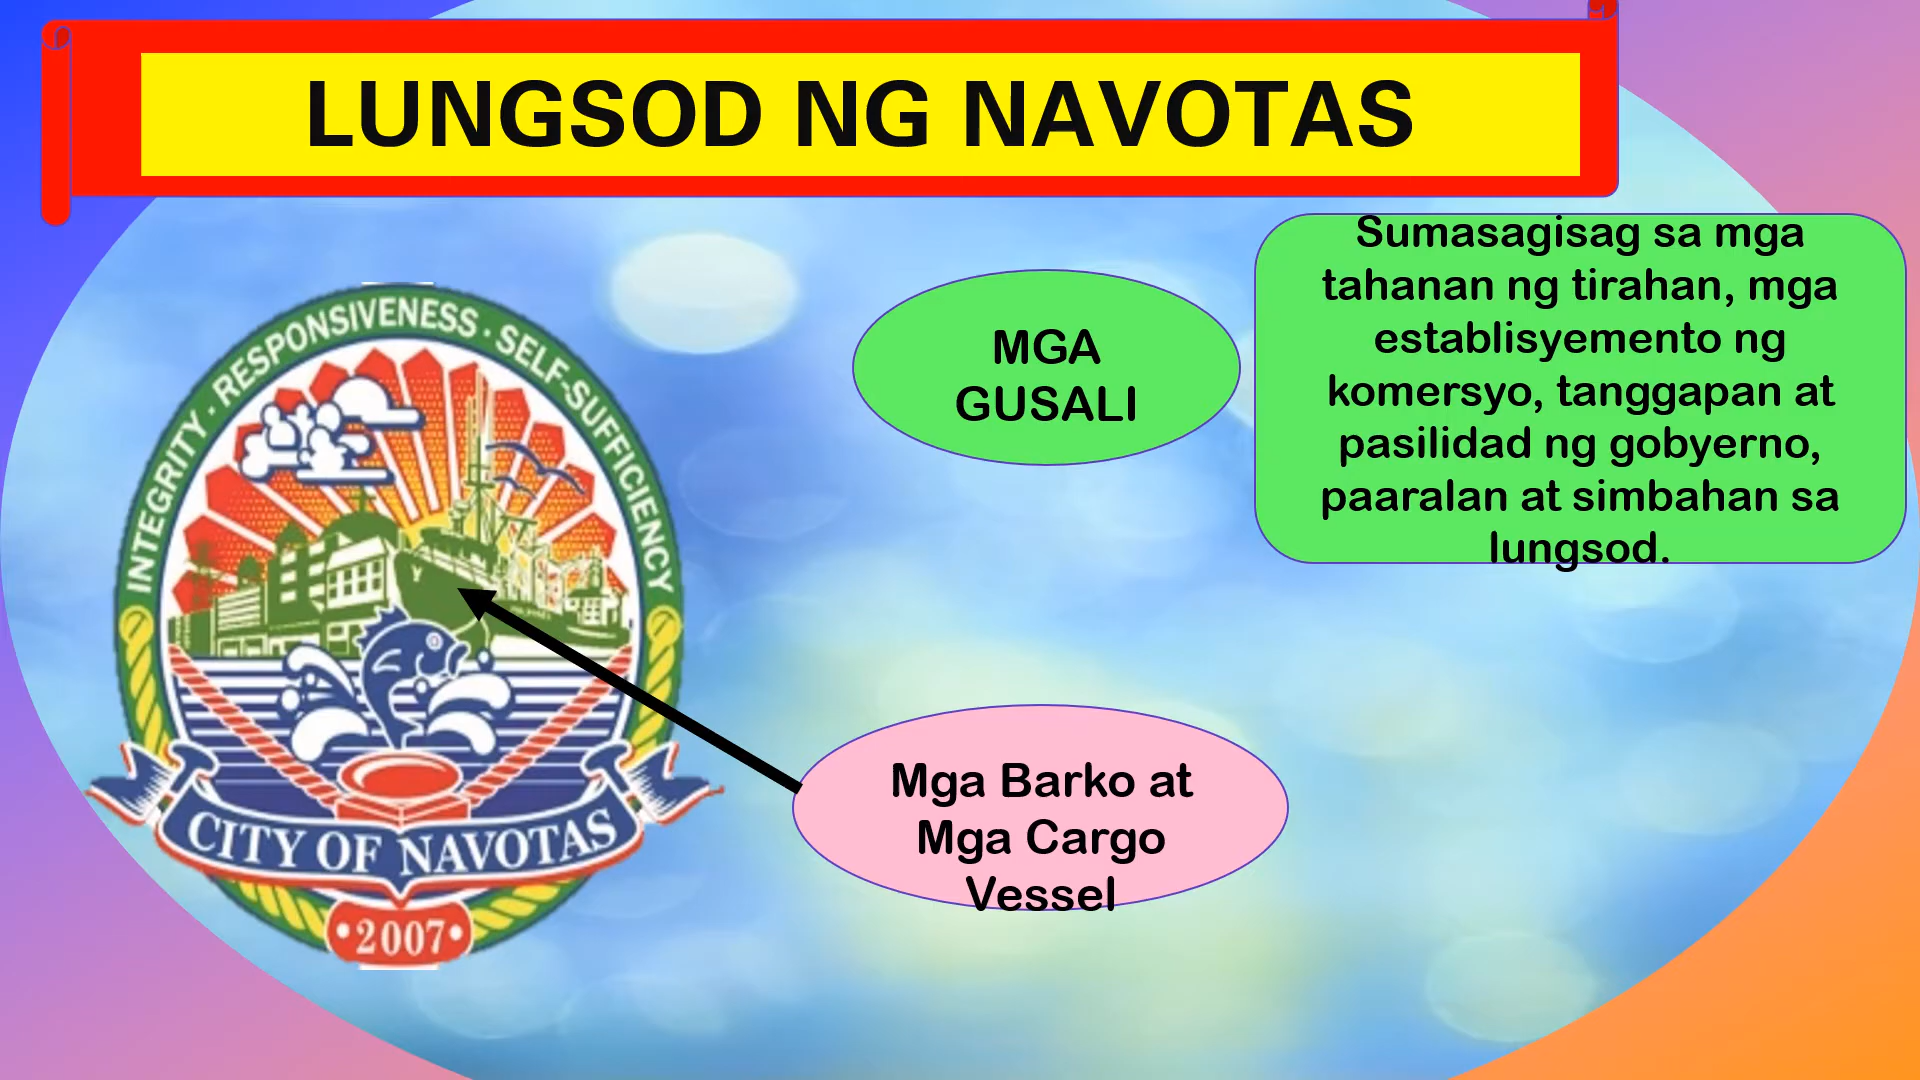 LUNGSOD NG NAVOTAS
INTEGRITY · RESPONSIVENESS · SELF-SUFFICIENCY
CITY OF NAVOTAS
• 2007 •
MGA
GUSALI
Sumasagisag sa mga
tahanan ng tirahan, mga
establisyemento ng
komersyo, tanggapan at
pasilidad ng gobyerno,
paaralan at simbahan sa
lungsod.
Mga Barko at
Mga Cargo
Vessel